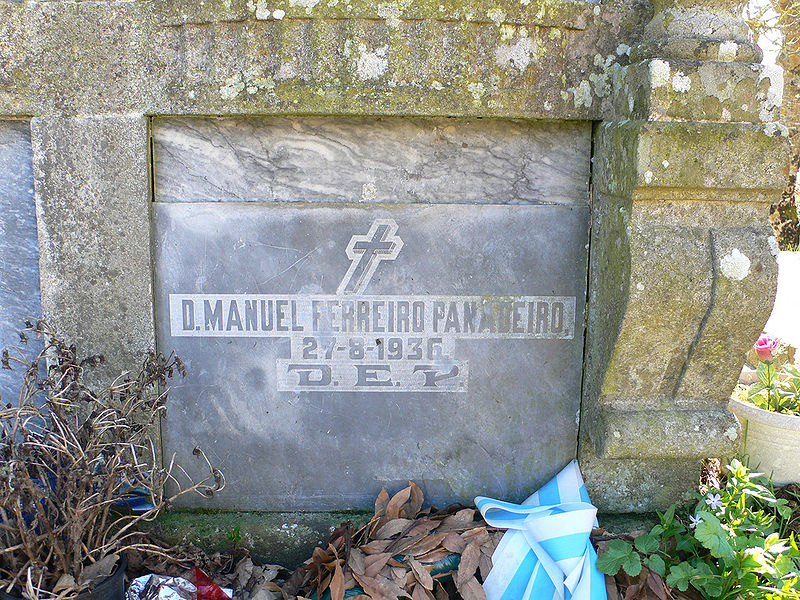 D. MANUEL FERREIRO PANADEIRO.
27-8-1936
D. E. P.